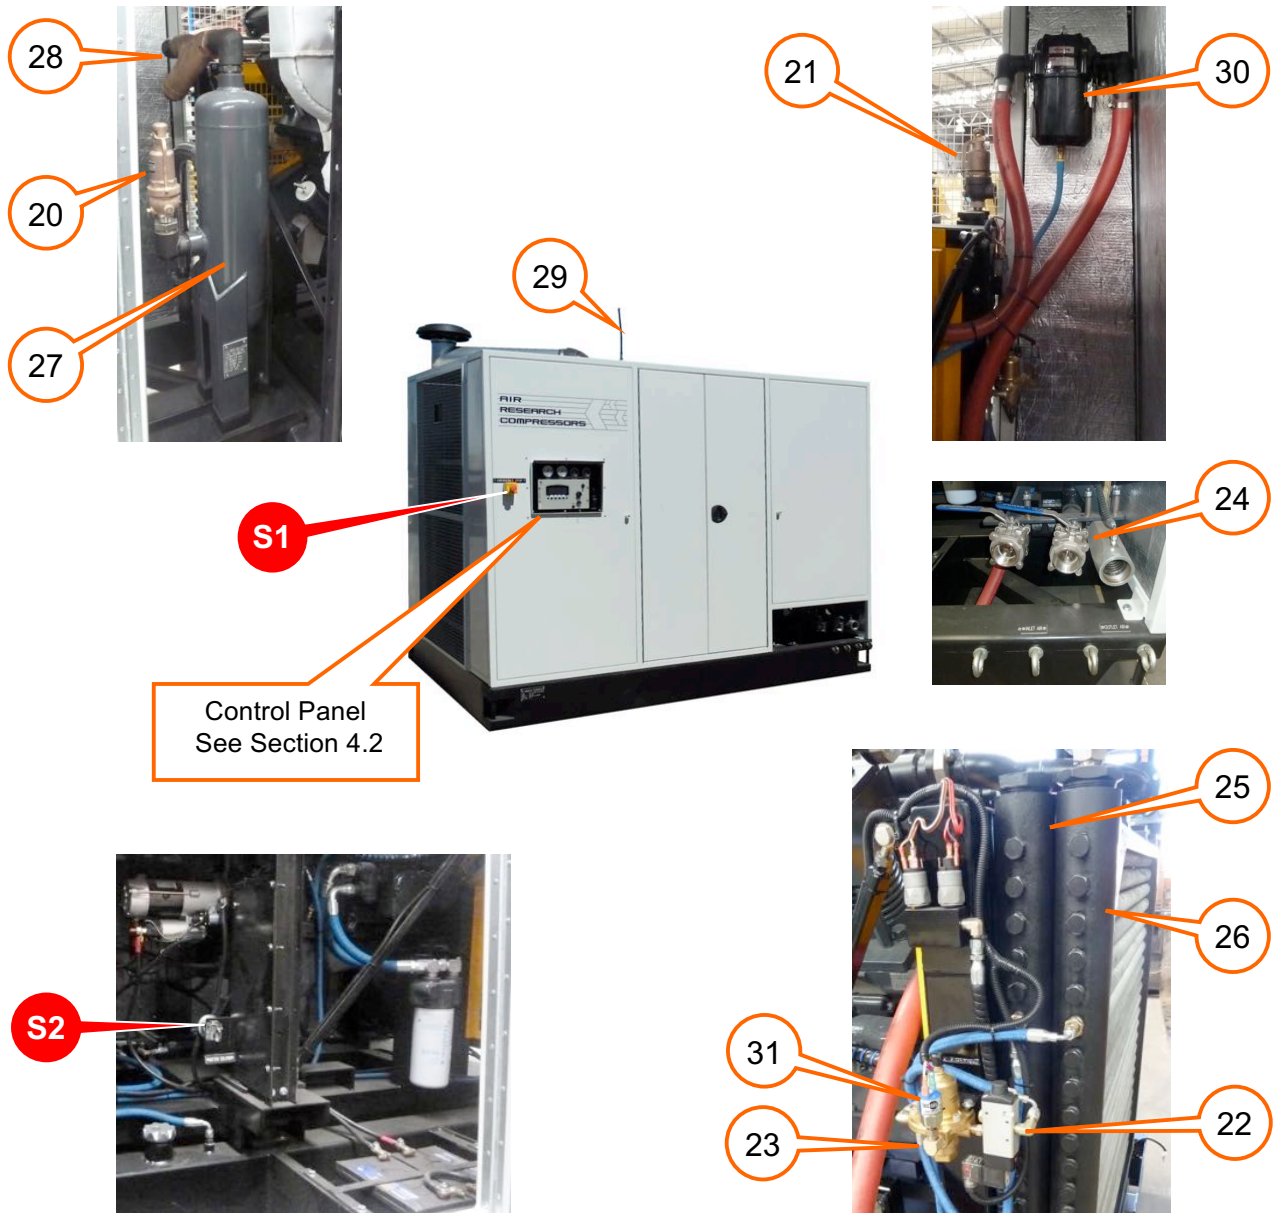 28
20
27
21
30
29
AIR
RESEARCH
COMPRESSORS
S1
24
Control Panel
See Section 4.2
25
26
S2
31
23
22